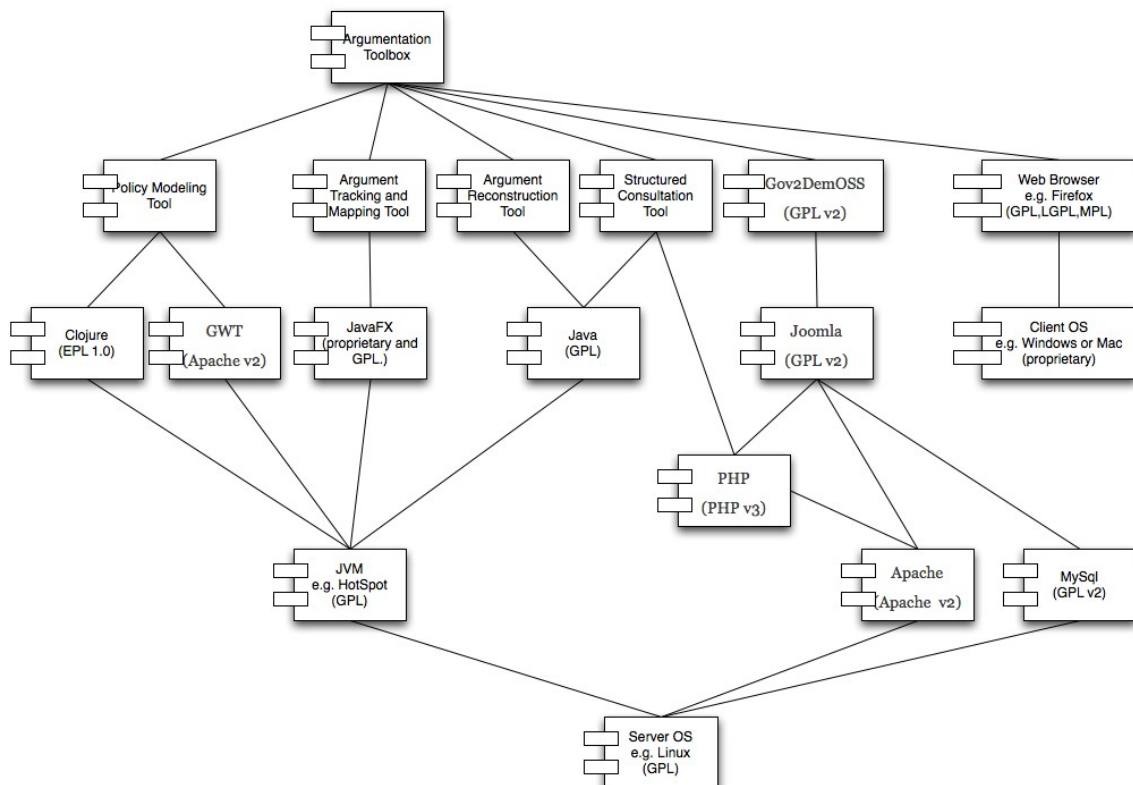 Argumentation
Toolbox
Policy Modeling
Tool
Argument
Tracking and
Mapping Tool
Argument
Reconstruction
Tool
Structured
Consultation
Tool
Gov2DemOSS
(GPL v2)
Web Browser
e.g. Firefox
(GPL,LGPL,MPL)
Clojure
(EPL 1.0)
GWT
(Apache v2)
JavaFX
(proprietary and
GPL.)
Java
(GPL)
Joomla
(GPL v2)
Client OS
e.g. Windows or Mac
(proprietary)
PHP
(PHP v3)
JVM
e.g. HotSpot
(GPL)
Apache
(Apache v2)
MySql
(GPL v2)
Server OS
e.g. Linux
(GPL)